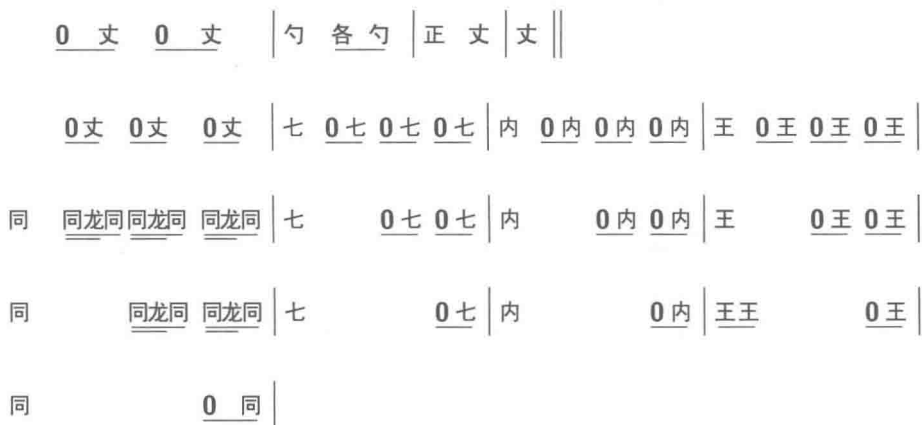 0 丈 0 丈 | 勺 各勺 | 正 丈 | 丈 ‖
0丈 0丈 0丈 | 七 0七 0七 0七 | 内 0内 0内 0内 | 王 0王 0王 0王 |
同 同龙同 同龙同 同龙同 | 七 0七 0七 | 内 0内 0内 | 王 0王 0王 |
同 同龙同 同龙同 | 七 0七 | 内 0内 | 王王 0王 |
同 0 同 |